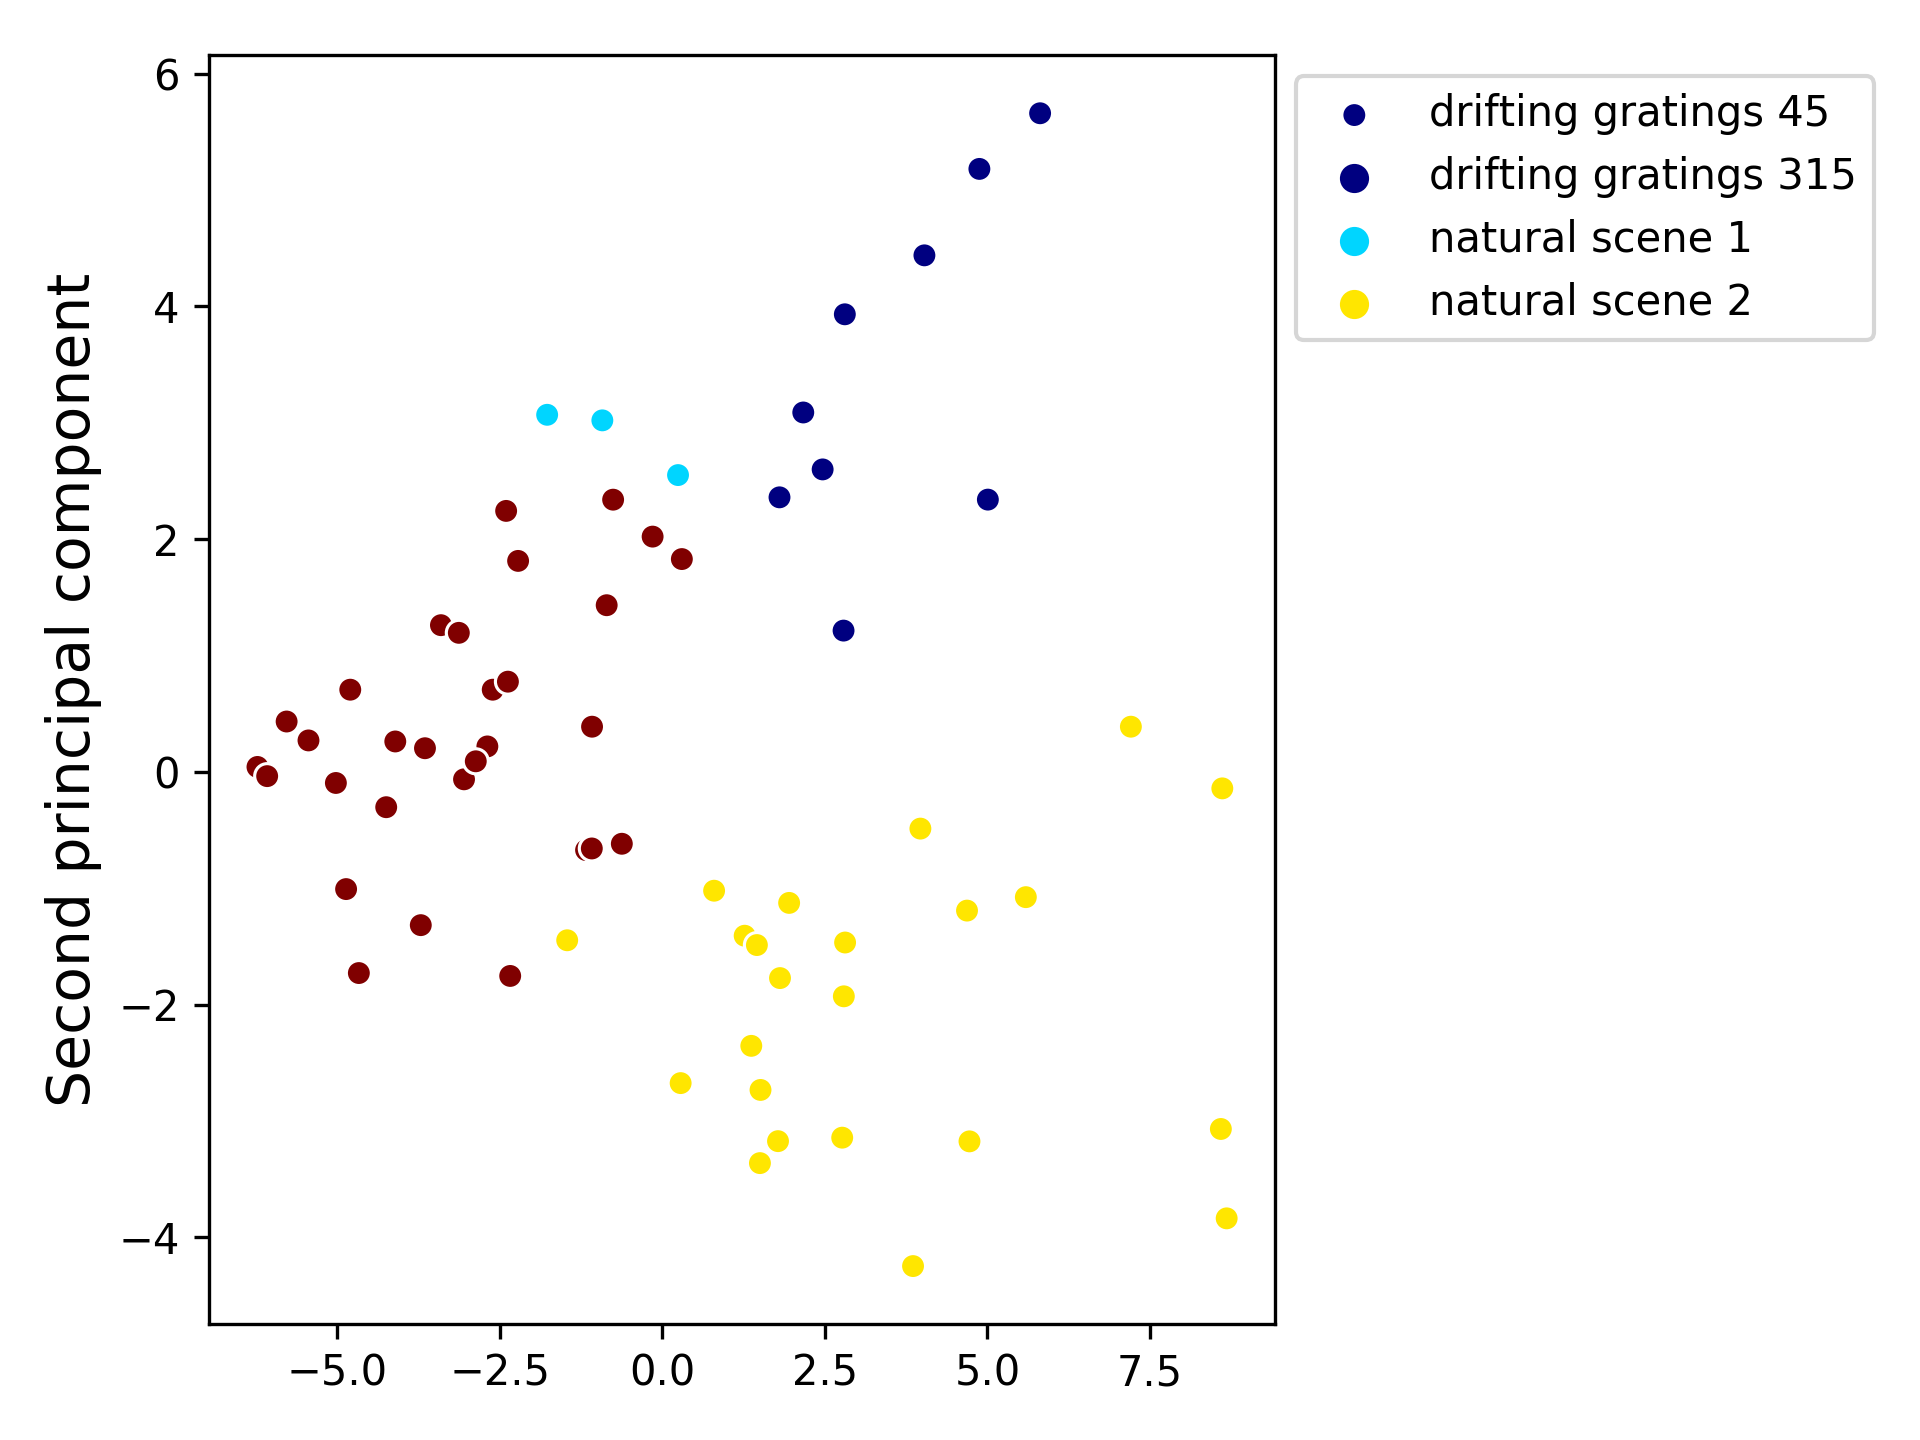 6
4
2
0
−2
−4
Second principal component
−5.0 −2.5 0.0 2.5 5.0 7.5
drifting gratings 45
drifting gratings 315
natural scene 1
natural scene 2